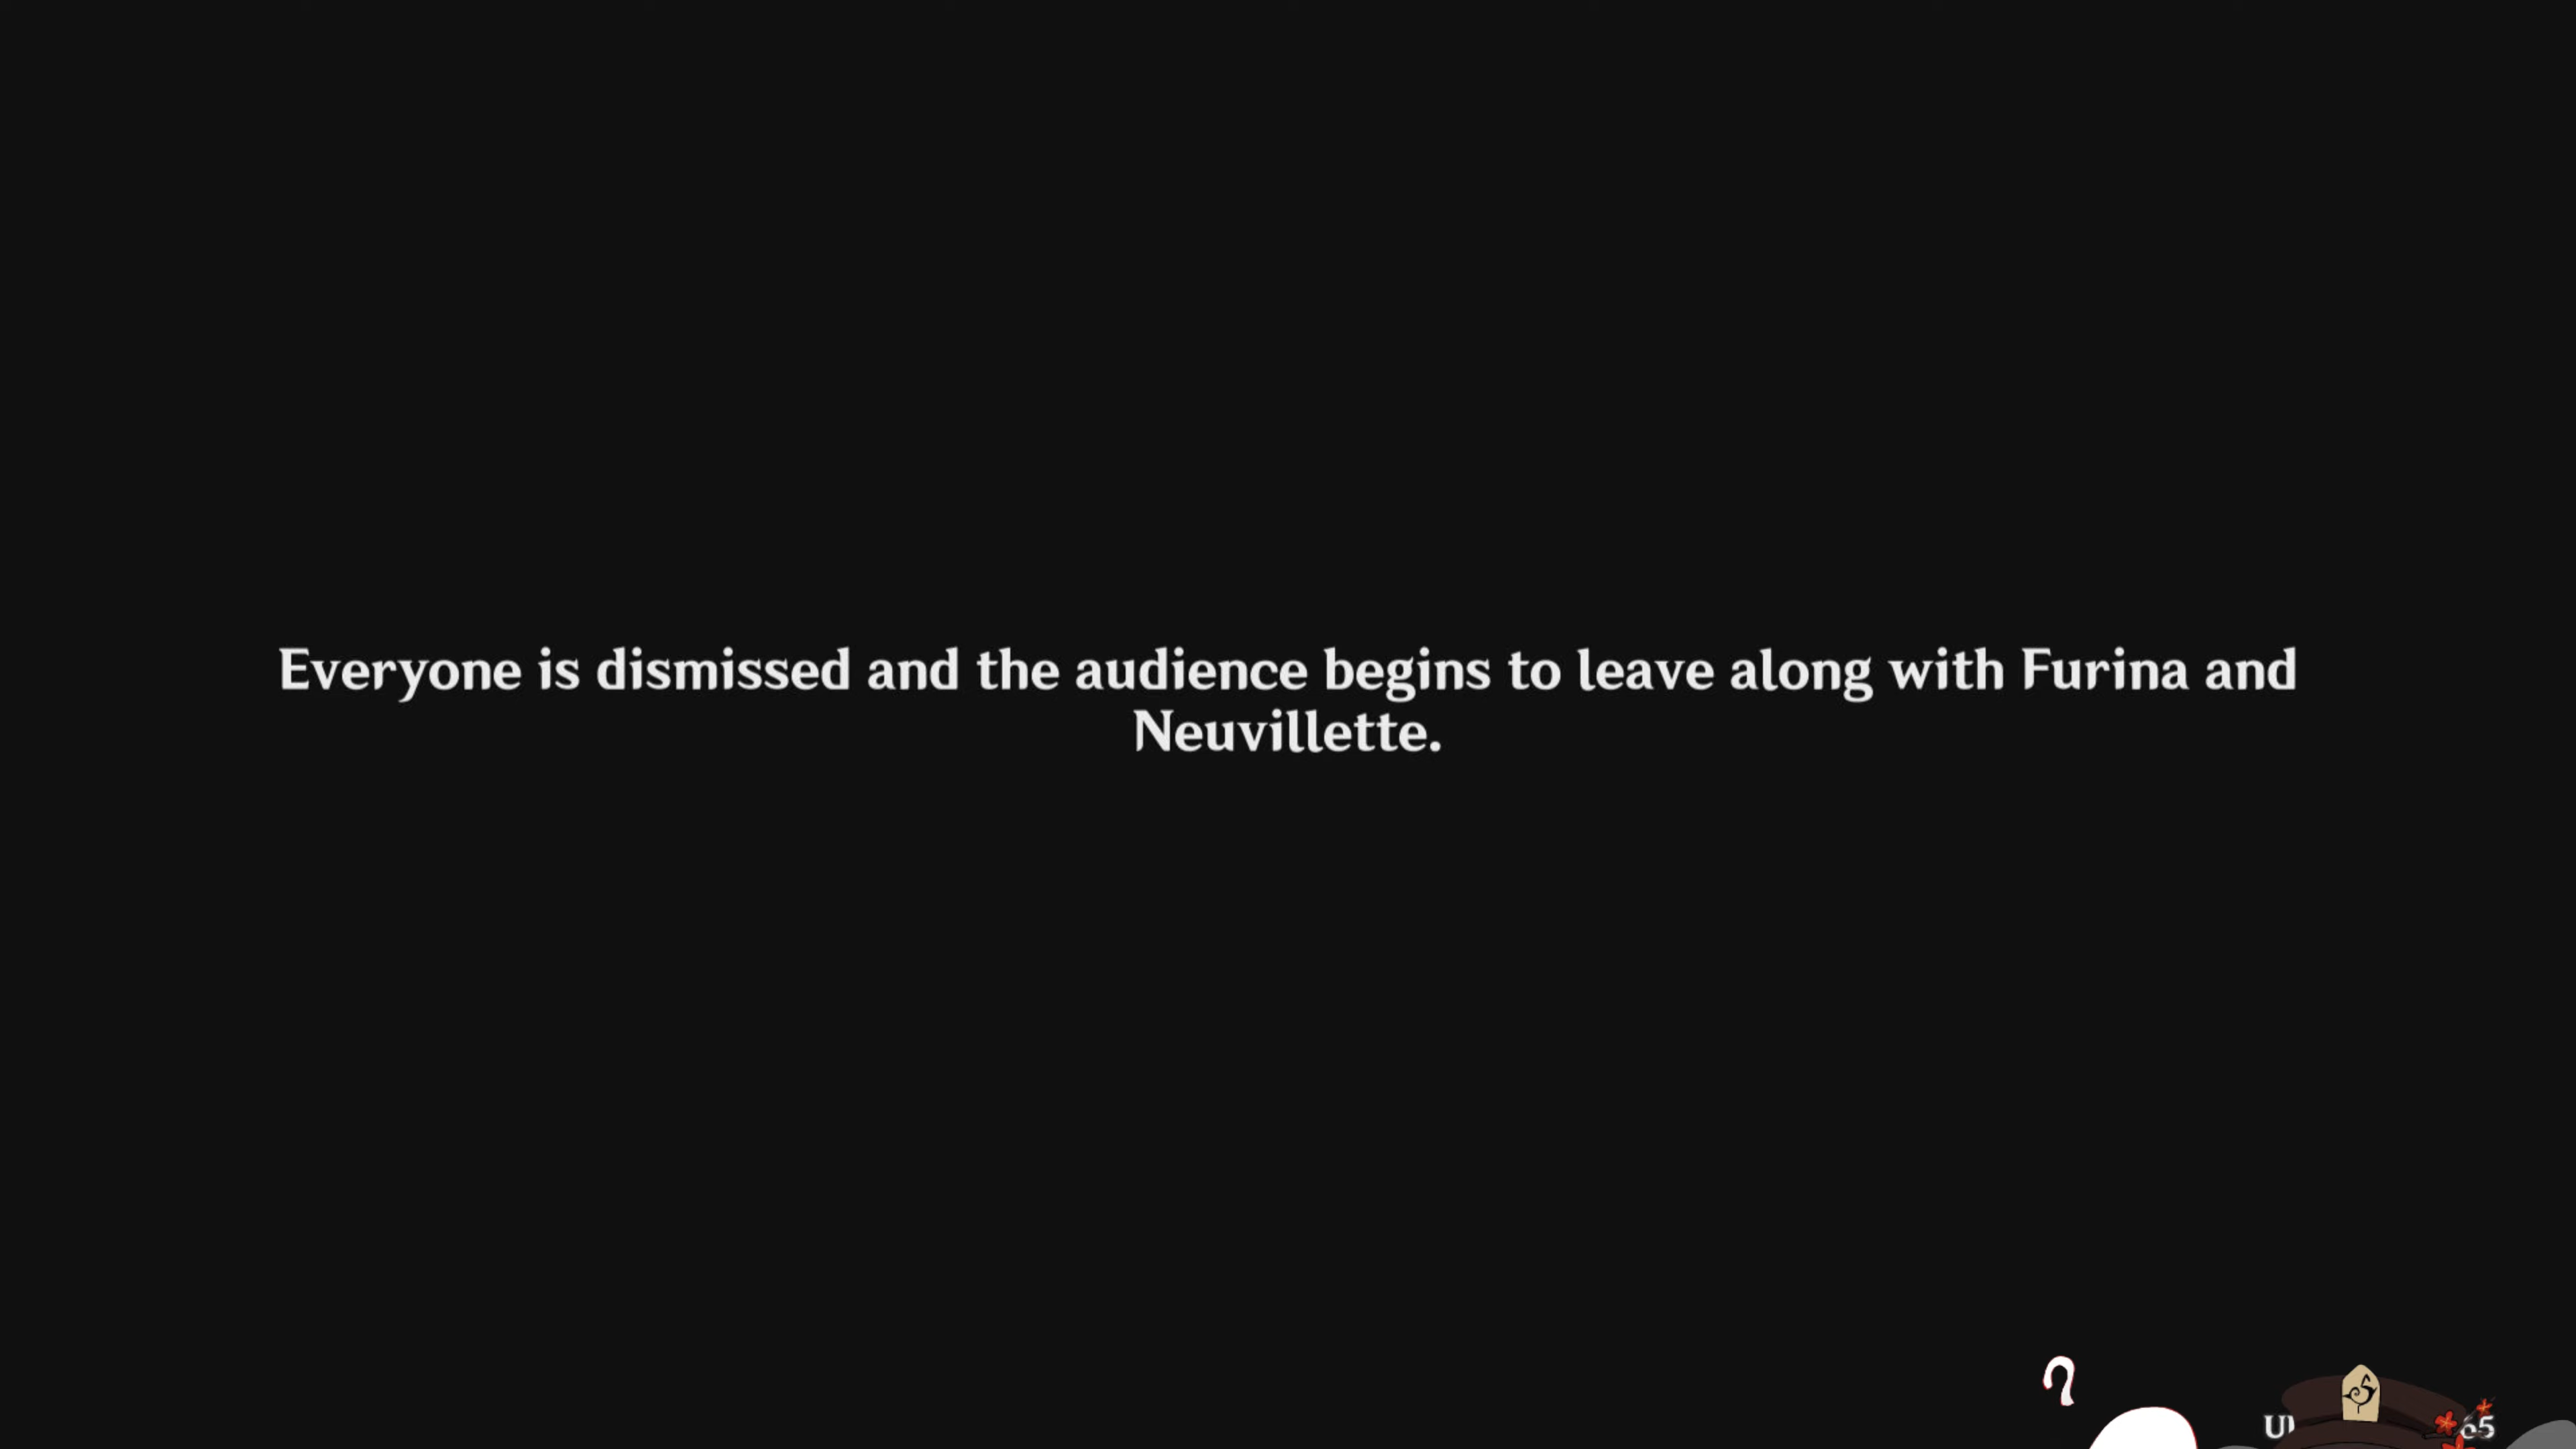 Everyone is dismissed and the audience begins to leave along with Furina and
Neuvillette.
?